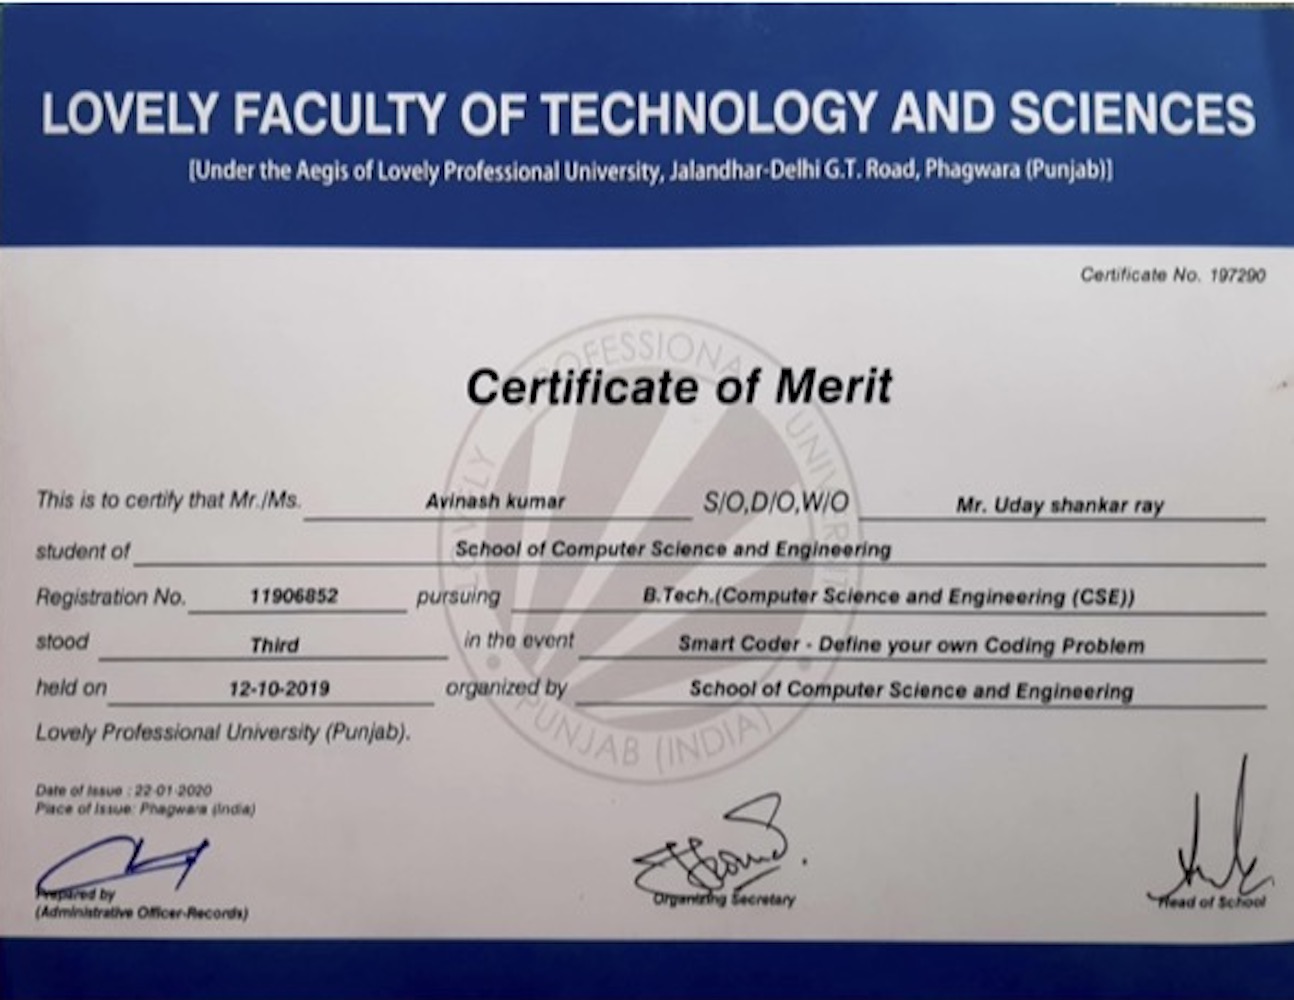 LOVELY FACULTY OF TECHNOLOGY AND SCIENCES
[Under the Aegis of Lovely Professional University, Jalandhar-Delhi G.T. Road, Phagwara (Punjab)]
Certificate No. 197290
LOVELY PROFESSIONAL UNIVERSITY
Certificate of Merit
This is to certify that Mr./Ms. Avinash kumar S/O,D/O,W/O Mr. Uday shankar ray
student of School of Computer Science and Engineering
Registration No. 11906852 pursuing B.Tech.(Computer Science and Engineering (CSE))
stood Third in the event Smart Coder - Define your own Coding Problem
held on 12-10-2019 organized by School of Computer Science and Engineering
PUNJAB (INDIA)
Lovely Professional University (Punjab).
Date of Issue : 22-01-2020
Place of Issue: Phagwara (India)
Prepared by
(Administrative Officer-Records)
Organizing Secretary
Head of School